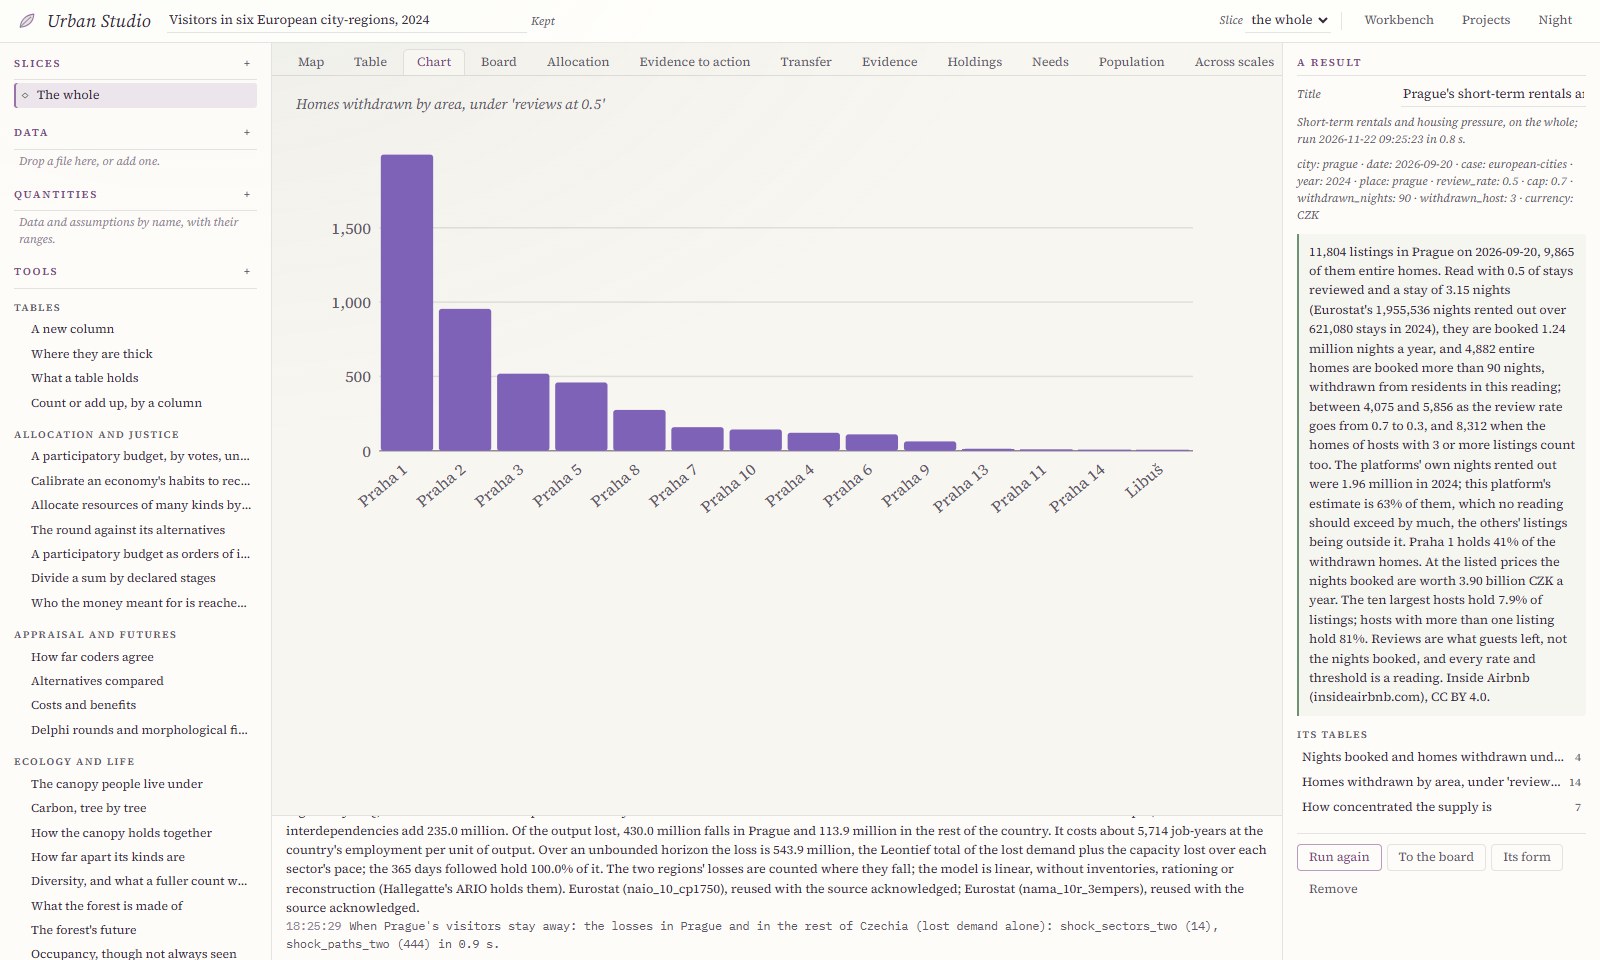 Urban Studio
Visitors in six European city-regions, 2024
Kept
Slice the whole
Workbench
Projects
Night
SLICES +
The whole
DATA +
Drop a file here, or add one.
QUANTITIES +
Data and assumptions by name, with their
ranges.
TOOLS +
TABLES
A new column
Where they are thick
What a table holds
Count or add up, by a column
ALLOCATION AND JUSTICE
A participatory budget, by votes, un...
Calibrate an economy's habits to rec...
Allocate resources of many kinds by...
The round against its alternatives
A participatory budget as orders of i...
Divide a sum by declared stages
Who the money meant for is reache...
APPRAISAL AND FUTURES
How far coders agree
Alternatives compared
Costs and benefits
Delphi rounds and morphological fi...
ECOLOGY AND LIFE
The canopy people live under
Carbon, tree by tree
How the canopy holds together
How far apart its kinds are
Diversity, and what a fuller count w...
What the forest is made of
The forest's future
Occupancy, though not always seen
Map
Table
Chart
Board
Allocation
Evidence to action
Transfer
Evidence
Holdings
Needs
Population
Across scales
Homes withdrawn by area, under 'reviews at 0.5'
1,500
1,000
500
0
Praha 1
Praha 2
Praha 3
Praha 5
Praha 8
Praha 7
Praha 10
Praha 4
Praha 6
Praha 9
Praha 13
Praha 11
Praha 14
Libuš
interdependencies add 235.0 million. Of the output lost, 430.0 million falls in Prague and 113.9 million in the rest of the country. It costs about 5,714 job-years at the
country's employment per unit of output. Over an unbounded horizon the loss is 543.9 million, the Leontief total of the lost demand plus the capacity lost over each
sector's pace; the 365 days followed hold 100.0% of it. The two regions' losses are counted where they fall; the model is linear, without inventories, rationing or
reconstruction (Hallegatte's ARIO holds them). Eurostat (naio_10_cp1750), reused with the source acknowledged; Eurostat (nama_10r_3empers), reused with the
source acknowledged.
18:25:29 When Prague's visitors stay away: the losses in Prague and in the rest of Czechia (lost demand alone): shock_sectors_two (14),
shock_paths_two (444) in 0.9 s.
A RESULT
Title Prague's short-term rentals a
Short-term rentals and housing pressure, on the whole;
run 2026-11-22 09:25:23 in 0.8 s.
city: prague · date: 2026-09-20 · case: european-cities ·
year: 2024 · place: prague · review_rate: 0.5 · cap: 0.7 ·
withdrawn_nights: 90 · withdrawn_host: 3 · currency:
CZK
11,804 listings in Prague on 2026-09-20, 9,865
of them entire homes. Read with 0.5 of stays
reviewed and a stay of 3.15 nights
(Eurostat's 1,955,536 nights rented out over
621,080 stays in 2024), they are booked 1.24
million nights a year, and 4,882 entire
homes are booked more than 90 nights,
withdrawn from residents in this reading;
between 4,075 and 5,856 as the review rate
goes from 0.7 to 0.3, and 8,312 when the
homes of hosts with 3 or more listings count
too. The platforms' own nights rented out
were 1.96 million in 2024; this platform's
estimate is 63% of them, which no reading
should exceed by much, the others' listings
being outside it. Praha 1 holds 41% of the
withdrawn homes. At the listed prices the
nights booked are worth 3.90 billion CZK a
year. The ten largest hosts hold 7.9% of
listings; hosts with more than one listing
hold 81%. Reviews are what guests left, not
the nights booked, and every rate and
threshold is a reading. Inside Airbnb
(insideairbnb.com), CC BY 4.0.
ITS TABLES
Nights booked and homes withdrawn und... 4
Homes withdrawn by area, under 'review... 14
How concentrated the supply is 7
Run again
To the board
Its form
Remove